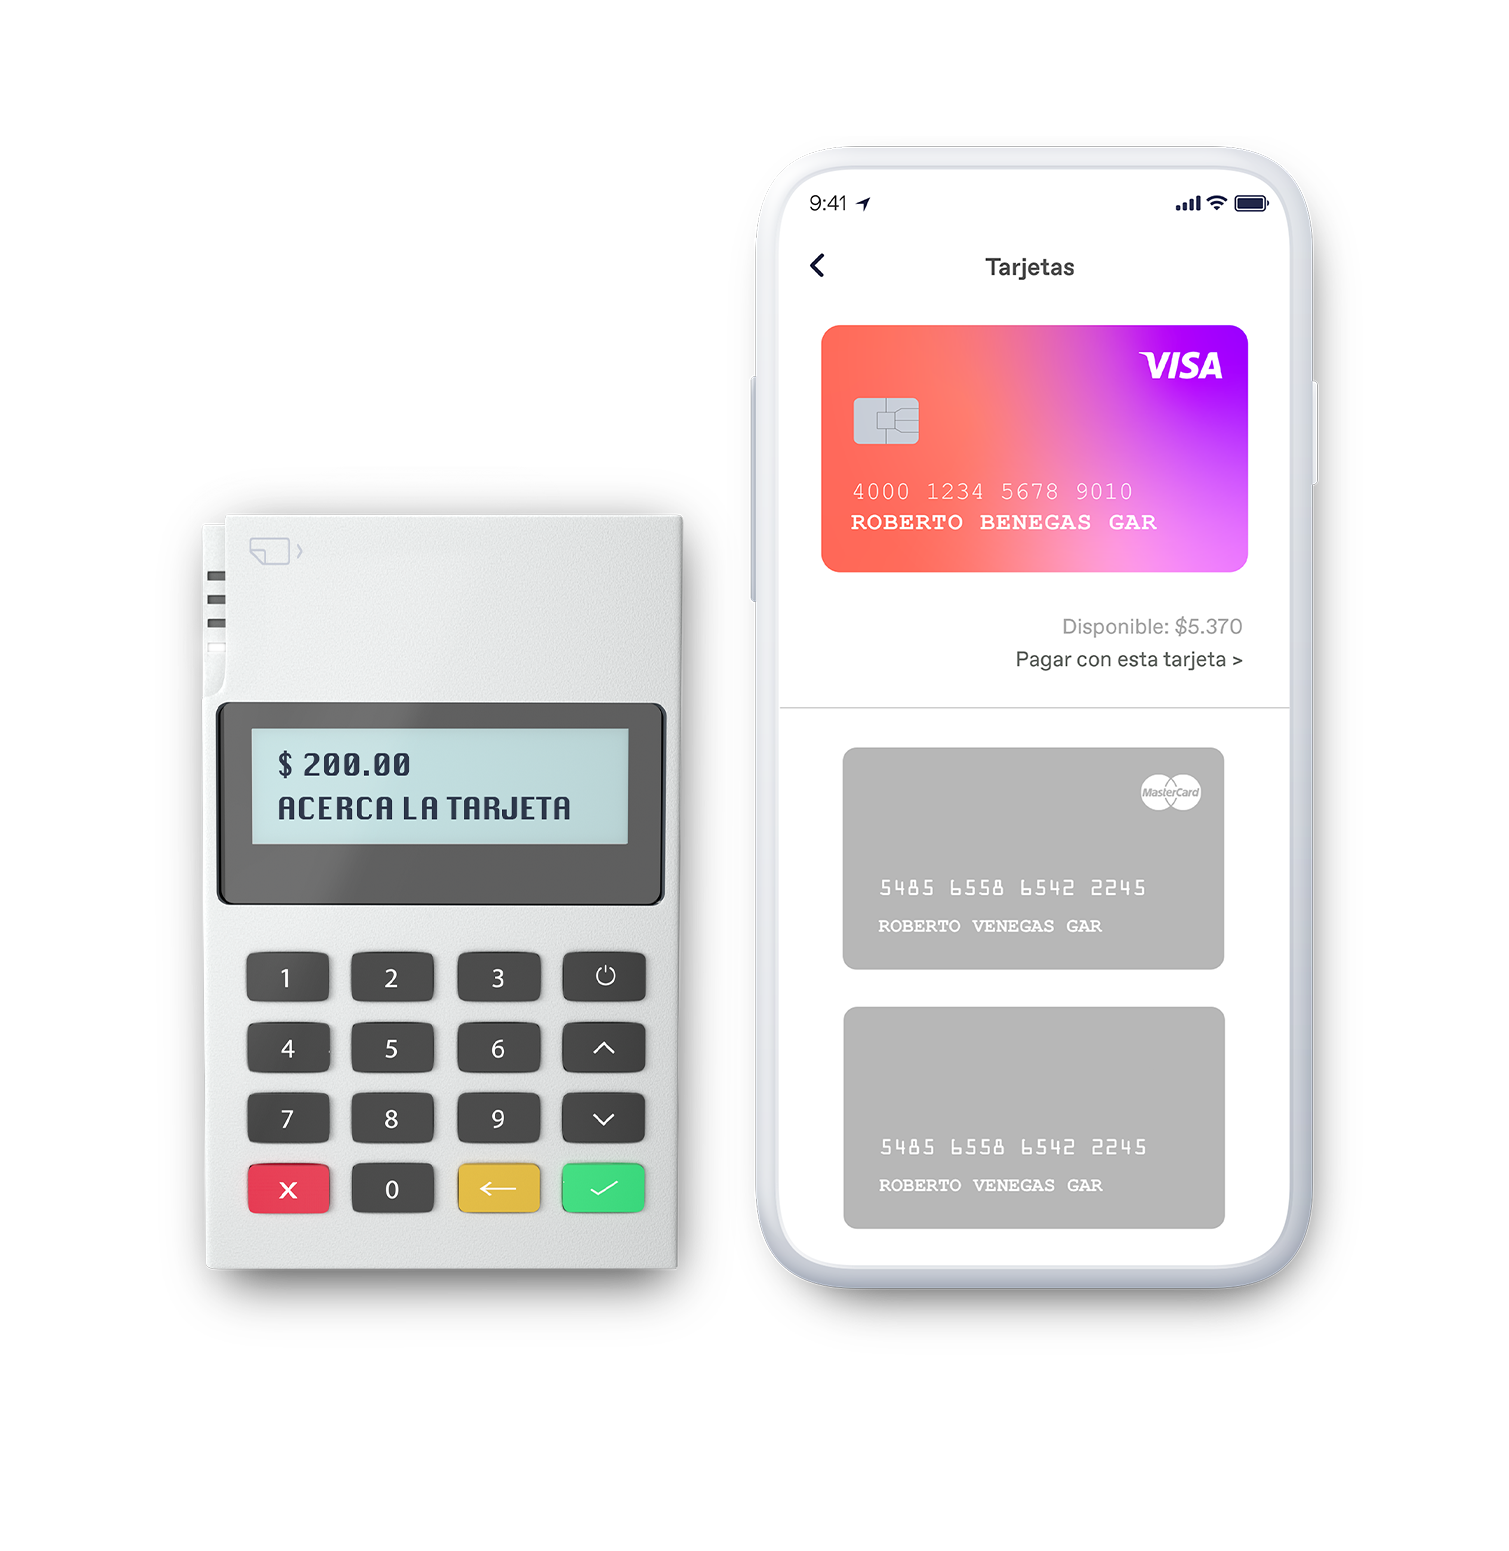 $ 200.00
ACERCA LA TARJETA
1 2 3
4 5 6
7 8 9
X 0
9:41
Tarjetas
VISA
4000 1234 5678 9010
ROBERTO BENEGAS GAR
Disponible: $5.370
Pagar con esta tarjeta >
MasterCard
5485 6558 6542 2245
ROBERTO VENEGAS GAR
5485 6558 6542 2245
ROBERTO VENEGAS GAR